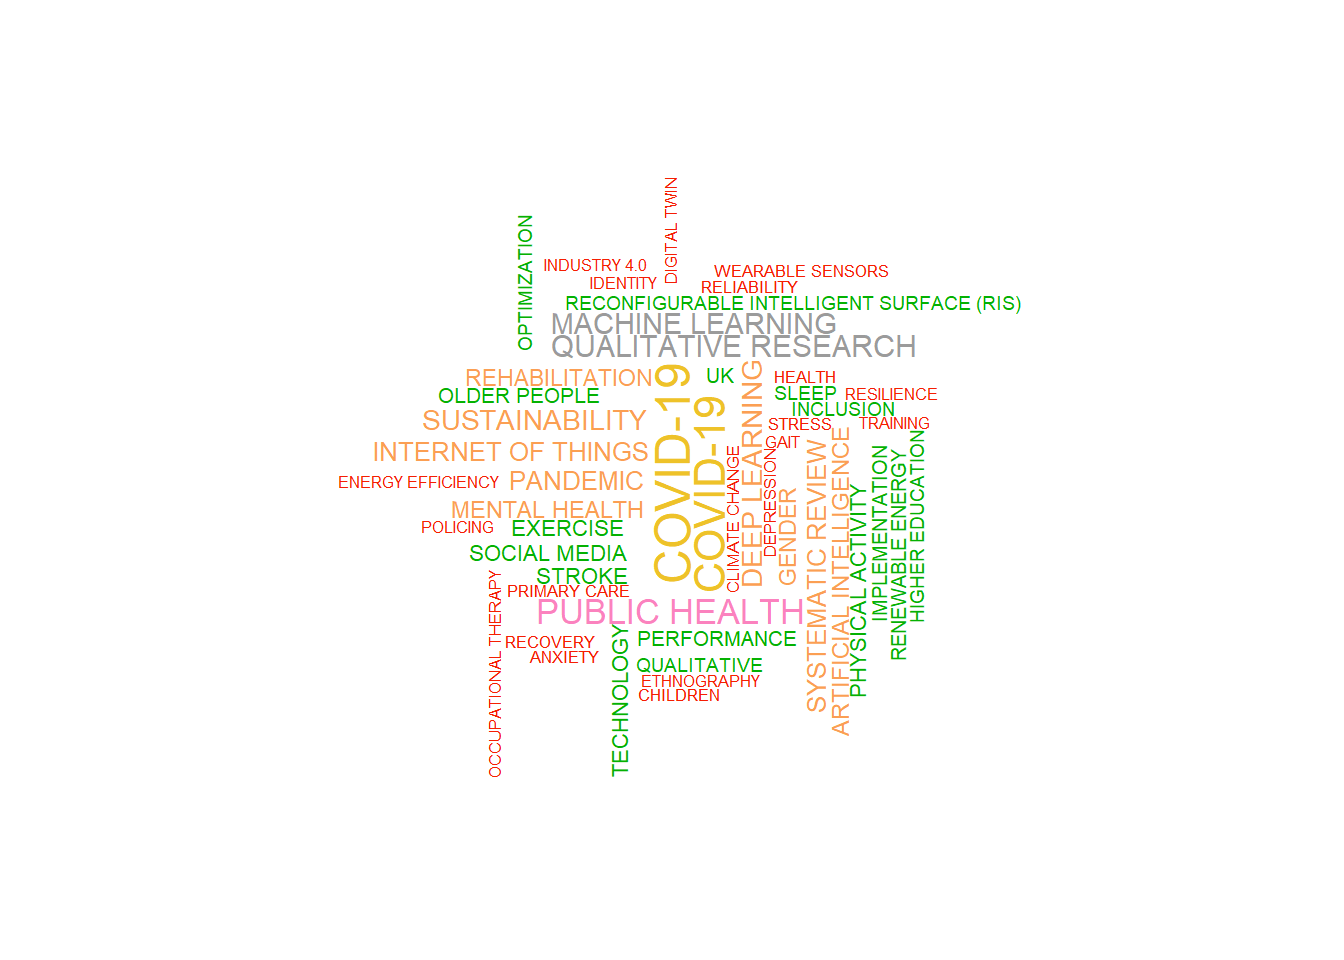 DIGITAL TWIN
OPTIMIZATION
INDUSTRY 4.0
WEARABLE SENSORS
IDENTITY
RELIABILITY
RECONFIGURABLE INTELLIGENT SURFACE (RIS)
MACHINE LEARNING
QUALITATIVE RESEARCH
REHABILITATION
COVID-19
COVID-19
UK
DEEP LEARNING
HEALTH
OLDER PEOPLE
SLEEP
RESILIENCE
INCLUSION
SUSTAINABILITY
STRESS
TRAINING
GAIT
INTERNET OF THINGS
CLIMATE CHANGE
DEPRESSION
GENDER
SYSTEMATIC REVIEW
ARTIFICIAL INTELLIGENCE
PHYSICAL ACTIVITY
IMPLEMENTATION
RENEWABLE ENERGY
HIGHER EDUCATION
ENERGY EFFICIENCY
PANDEMIC
MENTAL HEALTH
POLICING
EXERCISE
SOCIAL MEDIA
STROKE
OCCUPATIONAL THERAPY
PRIMARY CARE
PUBLIC HEALTH
TECHNOLOGY
PERFORMANCE
RECOVERY
ANXIETY
QUALITATIVE
ETHNOGRAPHY
CHILDREN